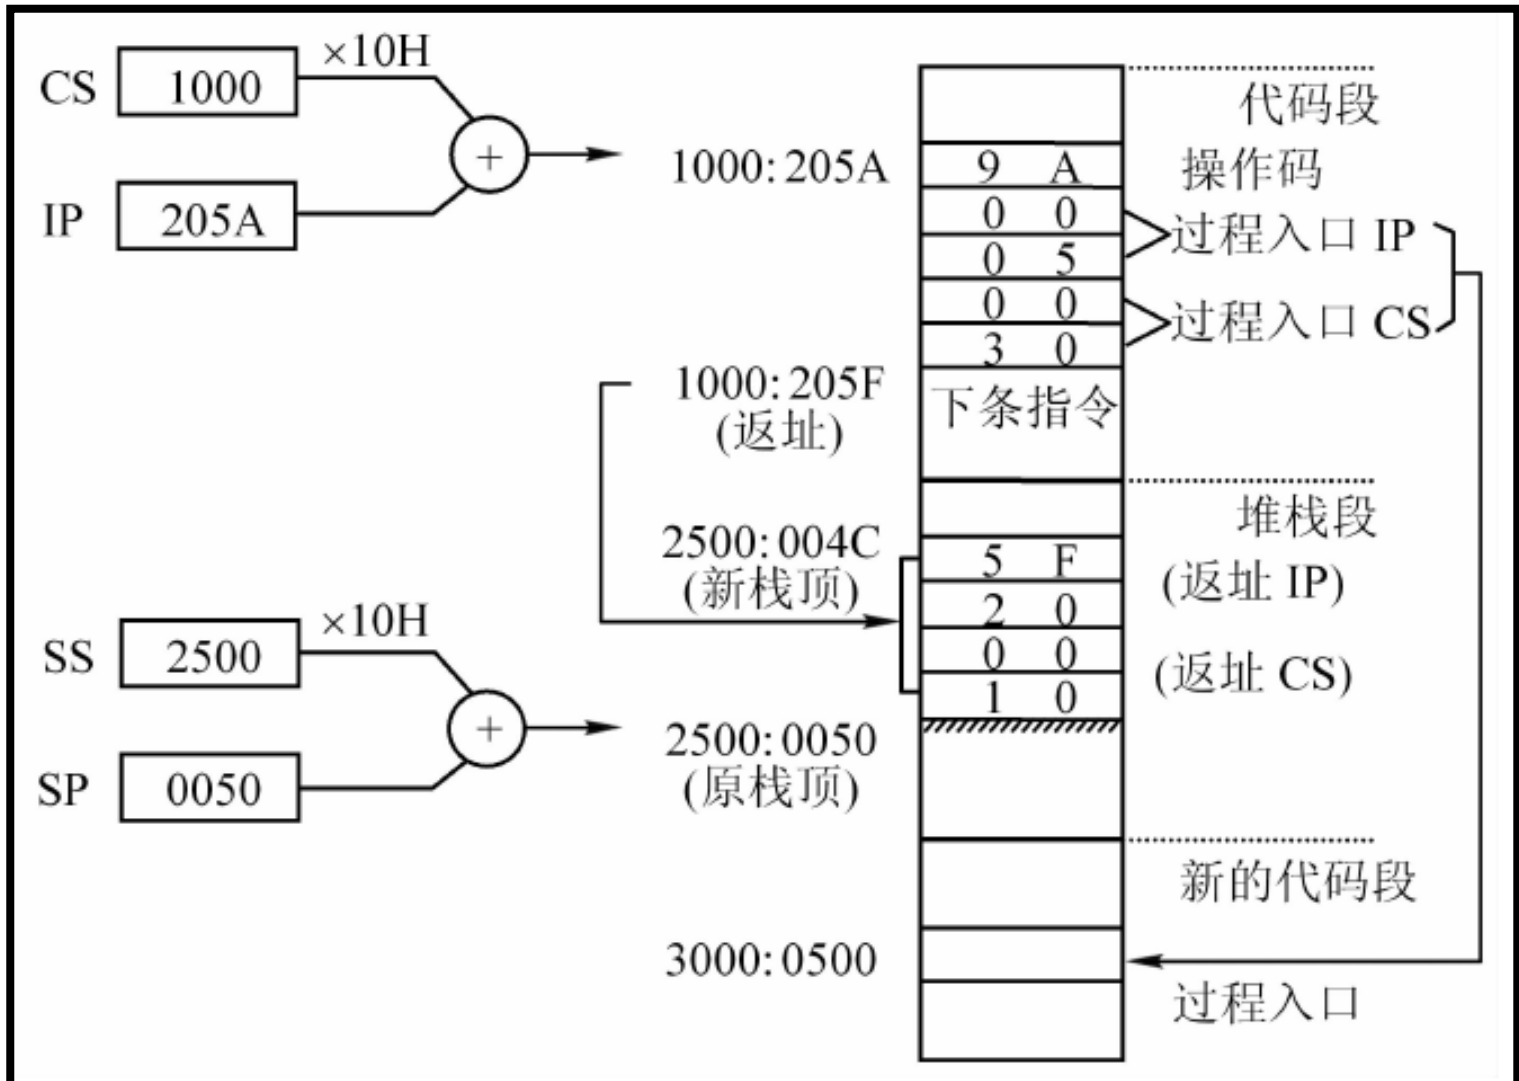 ×10H
CS 1000
代码段
+
1000:205A 9 A 操作码
IP 205A
0 0
过程入口 IP
0 5
0 0
过程入口 CS
3 0
1000:205F 下条指令
(返址)
堆栈段
2500:004C 5 F
(新栈顶) (返址 IP)
2 0
×10H
SS 2500 0 0
(返址 CS)
1 0
+
2500:0050
(原栈顶)
SP 0050
新的代码段
3000:0500
过程入口